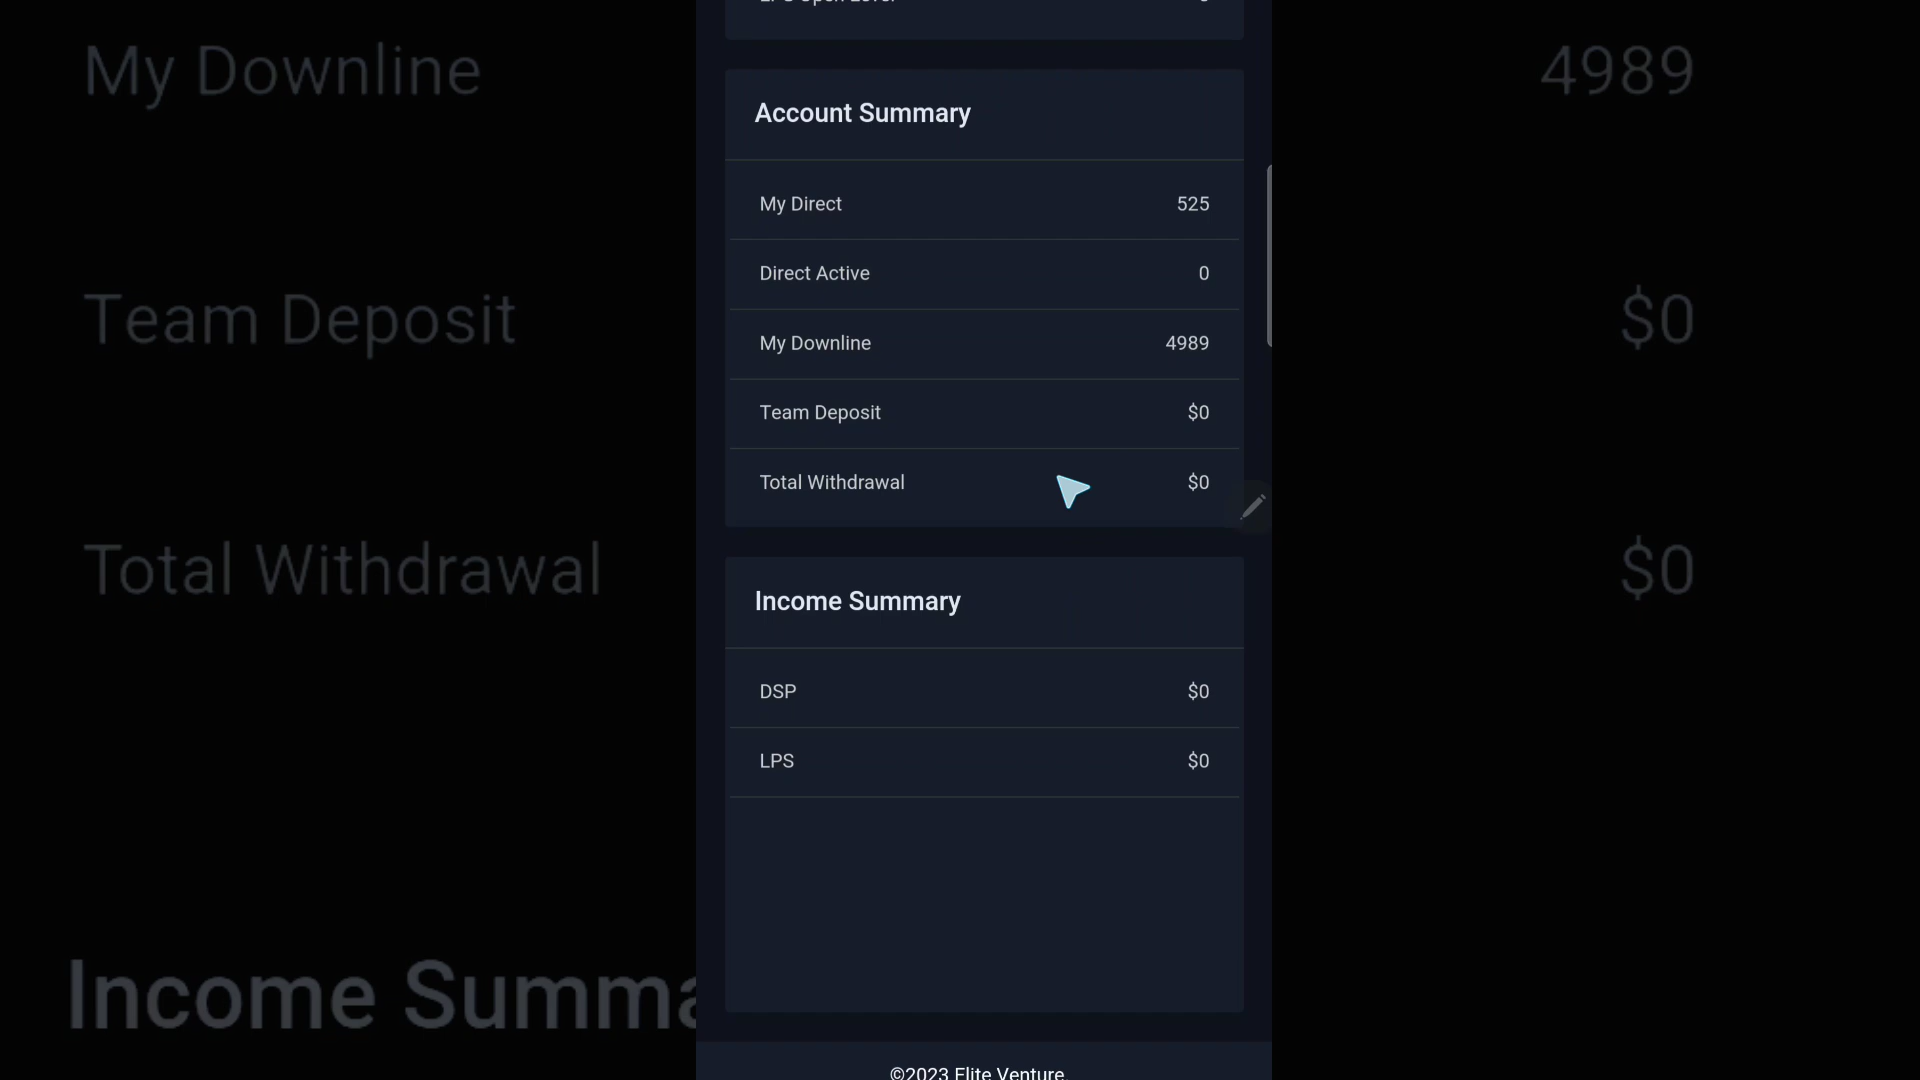 My Downline 4989
Team Deposit $0
Total Withdrawal $0
Income Summa
Account Summary
My Direct 525
Direct Active 0
My Downline 4989
Team Deposit $0
Total Withdrawal $0
Income Summary
DSP $0
LPS $0
©2023 Elite Venture.